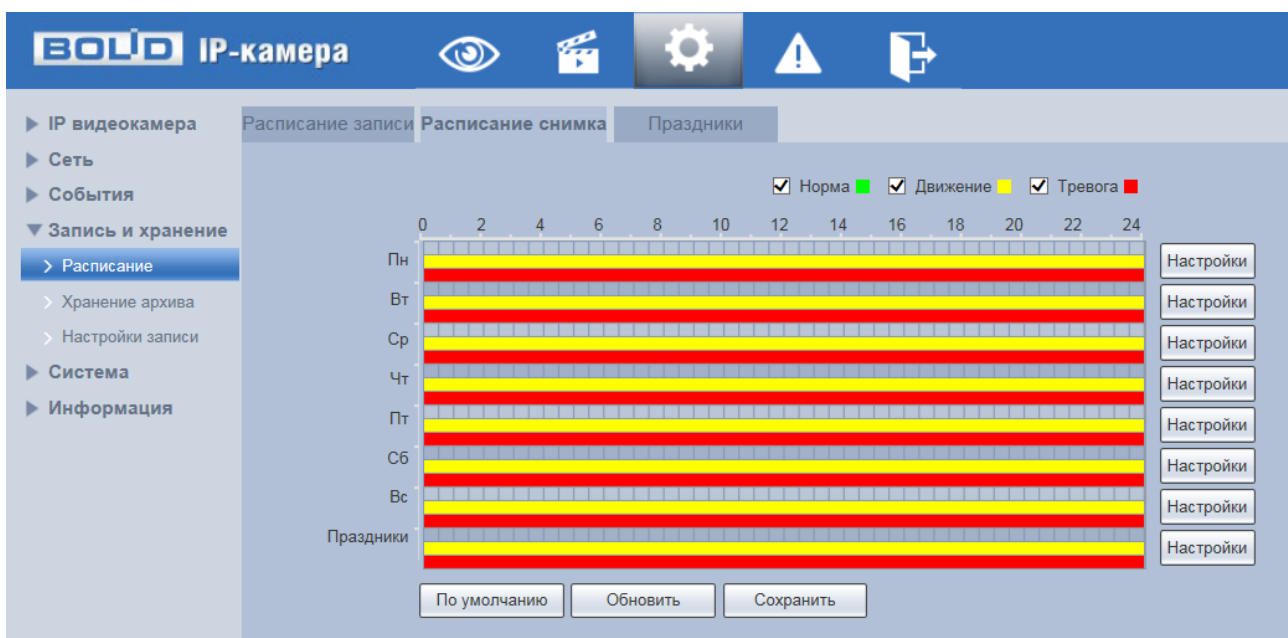 BOLID IP-камера
IP видеокамера
Сеть
События
Запись и хранение
Расписание
Хранение архива
Настройки записи
Система
Информация
Расписание записи Расписание снимка Праздники
Норма Движение Тревога
0 2 4 6 8 10 12 14 16 18 20 22 24
Пн Настройки
Вт Настройки
Ср Настройки
Чт Настройки
Пт Настройки
Сб Настройки
Вс Настройки
Праздники Настройки
По умолчанию Обновить Сохранить